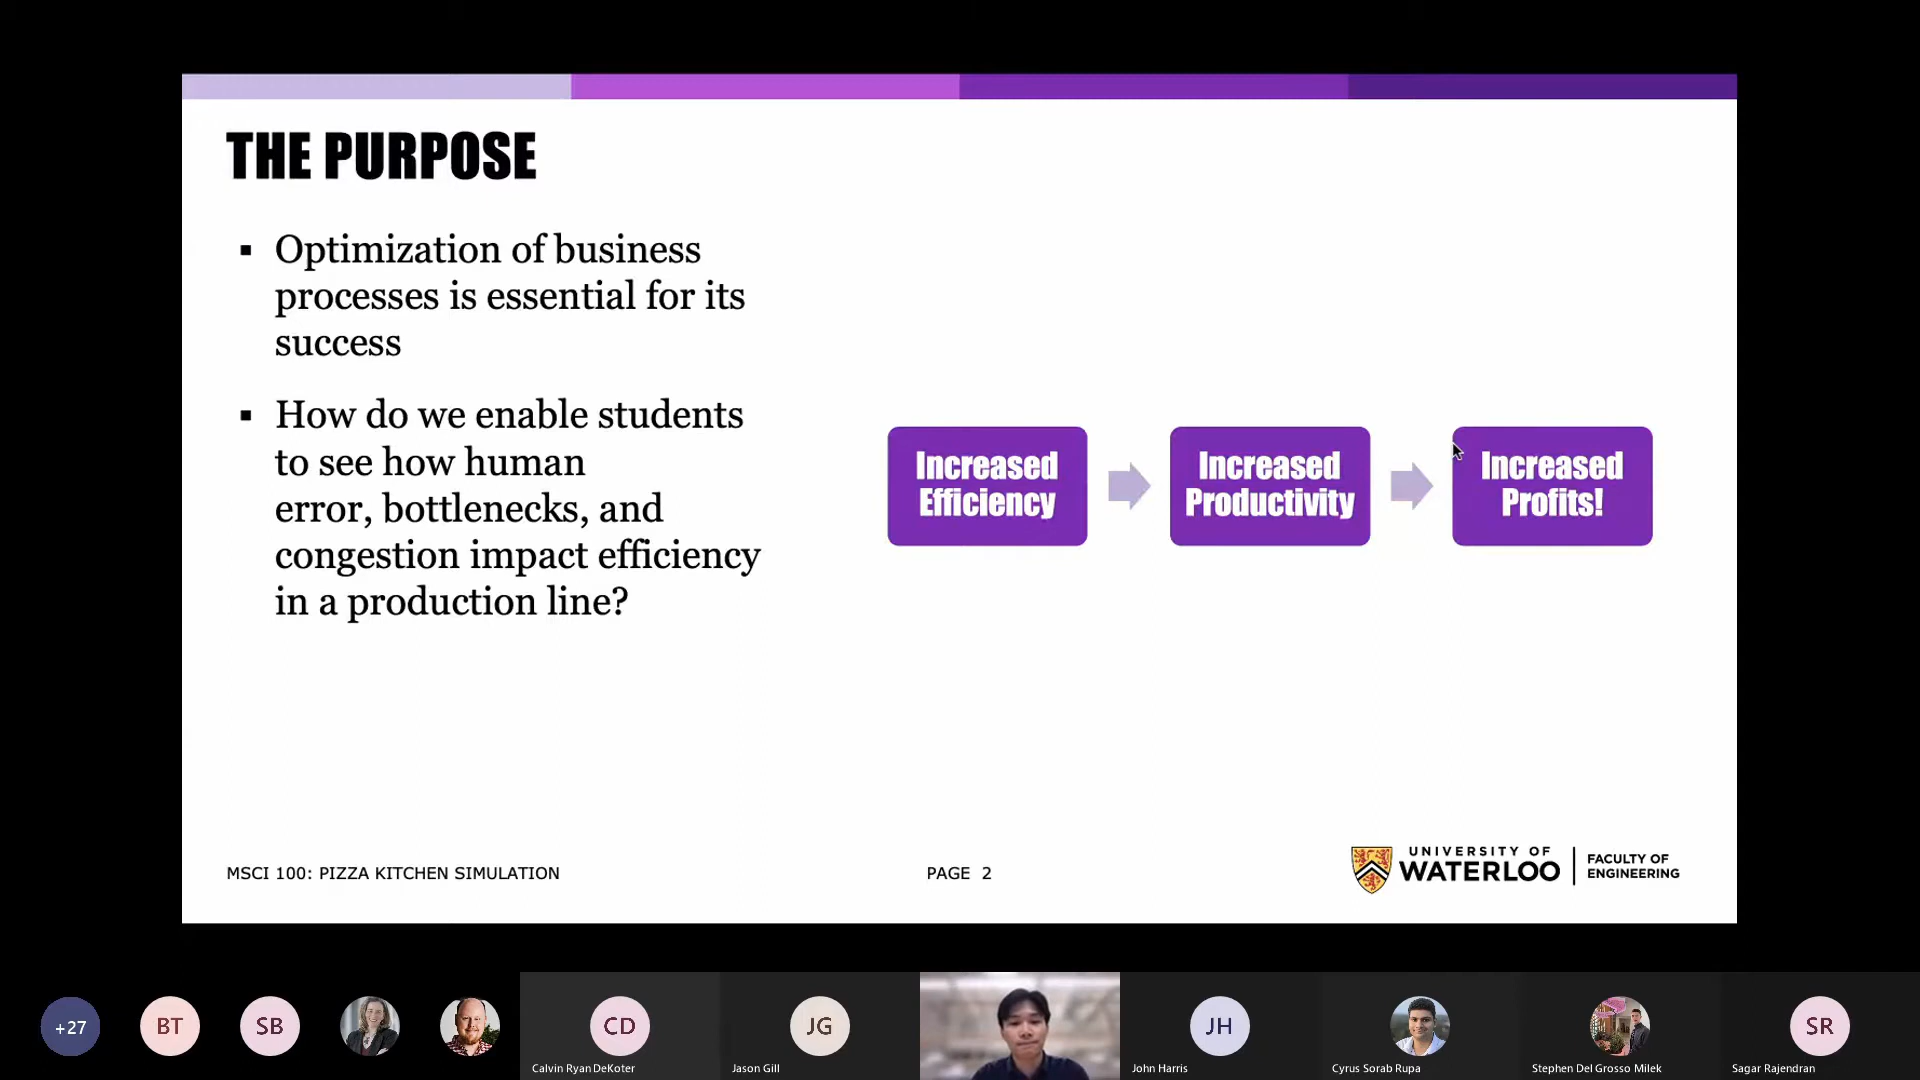 THE PURPOSE
▪ Optimization of business
processes is essential for its
success
▪ How do we enable students
to see how human
error, bottlenecks, and
congestion impact efficiency
in a production line?
Increased
Efficiency
Increased
Productivity
Increased
Profits!
MSCI 100: PIZZA KITCHEN SIMULATION
PAGE 2
UNIVERSITY OF
WATERLOO
FACULTY OF
ENGINEERING
+27
BT
SB
CD
Calvin Ryan DeKoter
JG
Jason Gill
JH
John Harris
Cyrus Sorab Rupa
Stephen Del Grosso Milek
SR
Sagar Rajendran